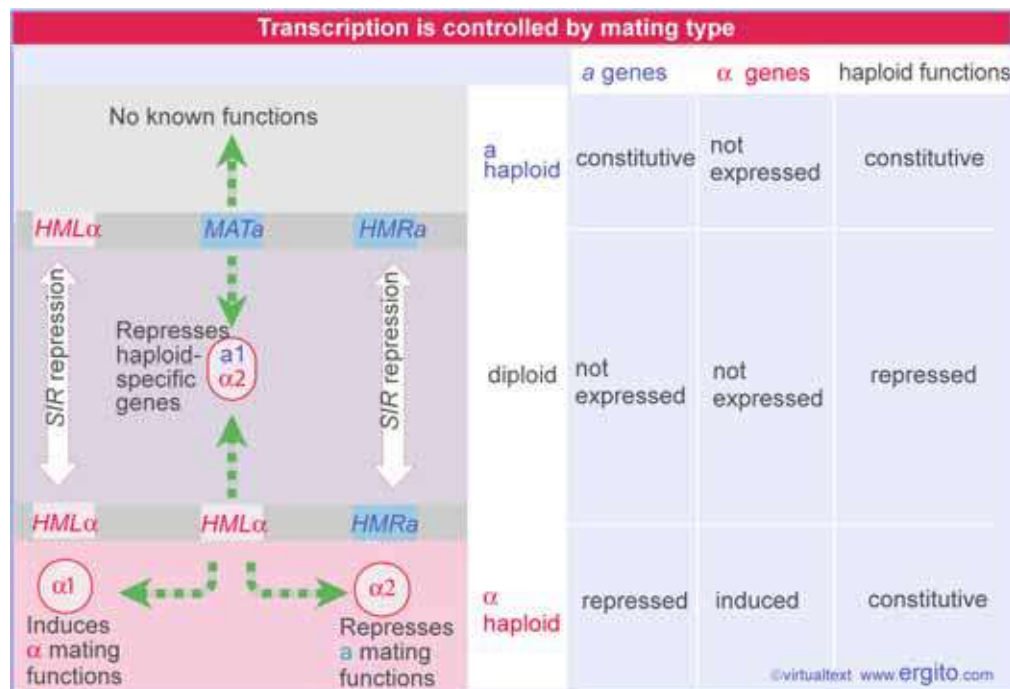 Transcription is controlled by mating type
a genes α genes haploid functions
No known functions
a
haploid
constitutive
not
expressed
constitutive
HMLα MATa HMRa
SIR repression
Represses
haploid-
specific
genes
a1
α2
SIR repression
diploid
not
expressed
not
expressed
repressed
HMLα HMLα HMRa
α1
Induces
α mating
functions
α2
Represses
a mating
functions
α
haploid
repressed
induced
constitutive
©virtualtext www.ergito.com